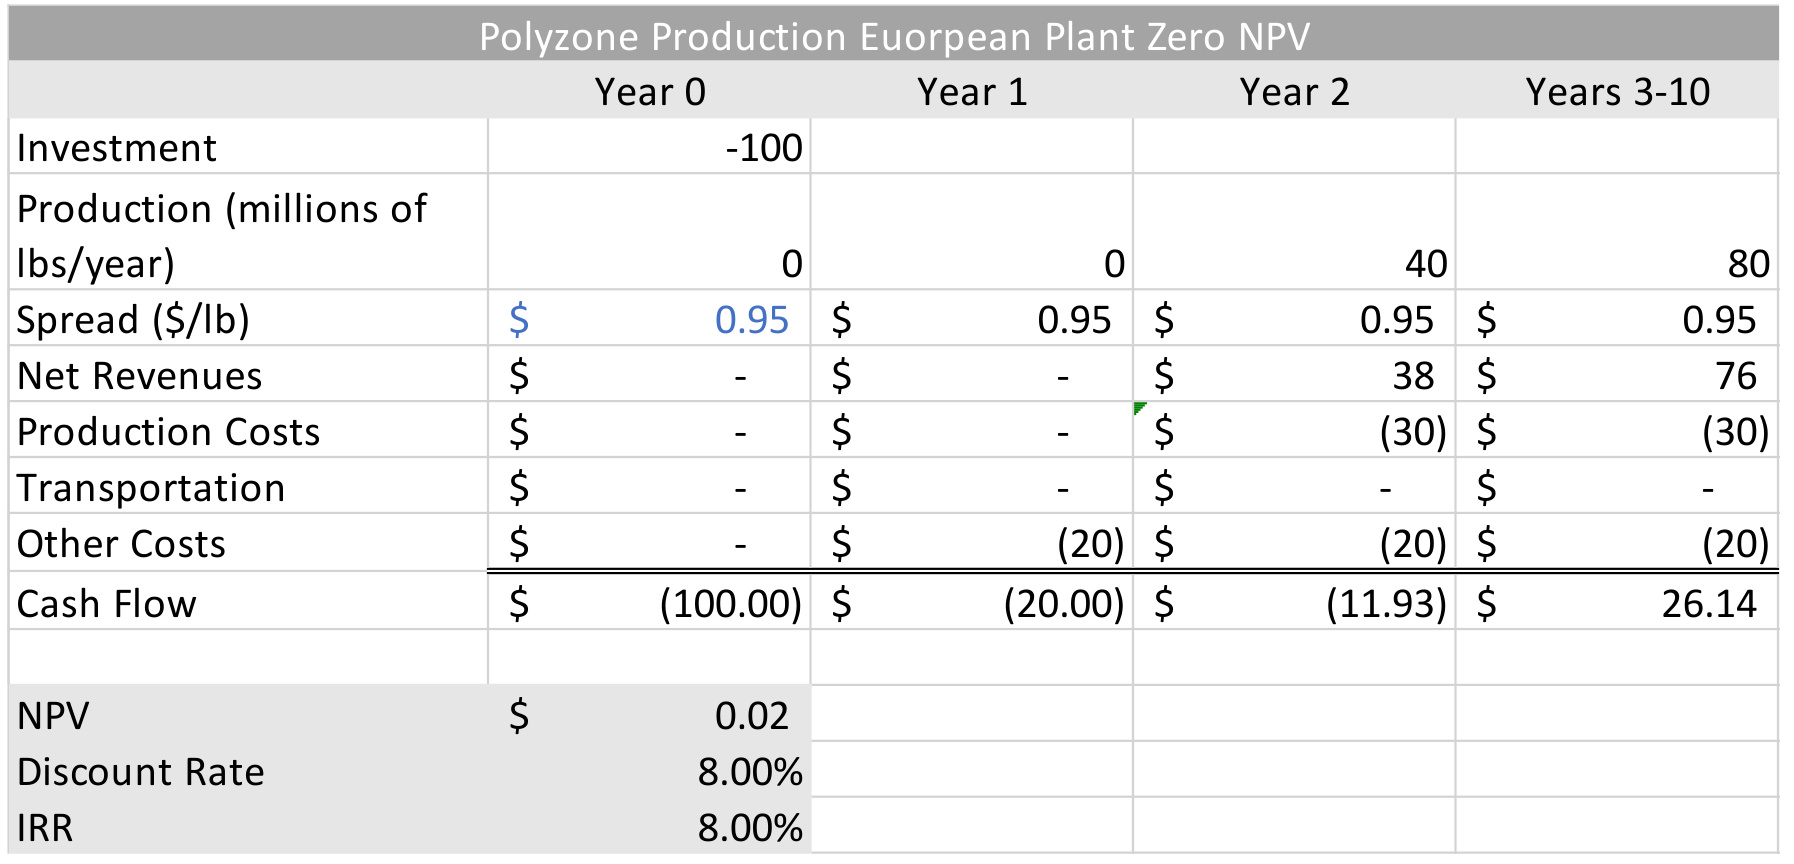 Polyzone Production Euorpean Plant Zero NPV
Year 0 Year 1 Year 2 Years 3-10
Investment -100
Production (millions of
lbs/year) 0 0 40 80
Spread ($/lb) $ 0.95 $ 0.95 $ 0.95 $ 0.95
Net Revenues $ - $ - $ 38 $ 76
Production Costs $ - $ - $ (30) $ (30)
Transportation $ - $ - $ - $ -
Other Costs $ - $ (20) $ (20) $ (20)
Cash Flow $ (100.00) $ (20.00) $ (11.93) $ 26.14
NPV $ 0.02
Discount Rate 8.00%
IRR 8.00%